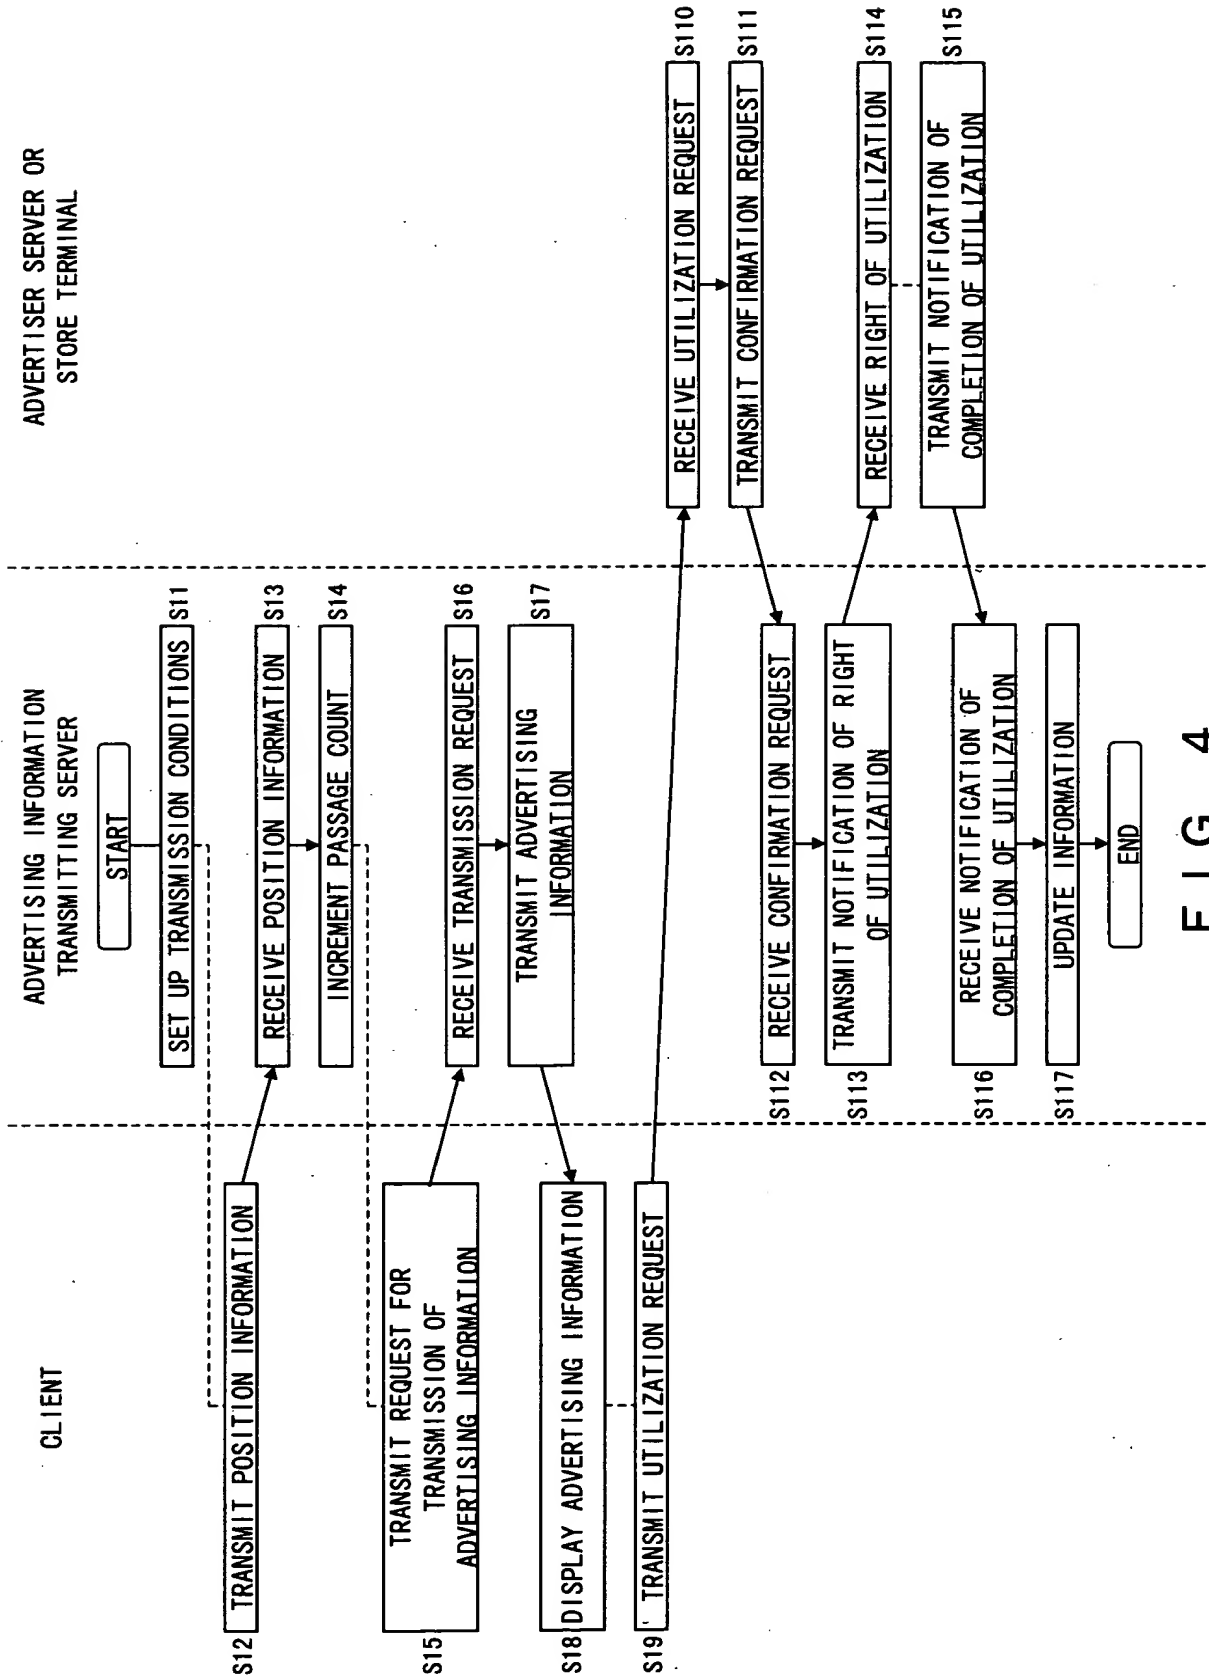 CLIENT
ADVERTISING INFORMATION
TRANSMITTING SERVER
ADVERTISER SERVER OR
STORE TERMINAL
START
SET UP TRANSMISSION CONDITIONS
S11
S12
TRANSMIT POSITION INFORMATION
RECEIVE POSITION INFORMATION
S13
INCREMENT PASSAGE COUNT
S14
S15
TRANSMIT REQUEST FOR
TRANSMISSION OF
ADVERTISING INFORMATION
RECEIVE TRANSMISSION REQUEST
S16
TRANSMIT ADVERTISING
INFORMATION
S17
S18
DISPLAY ADVERTISING INFORMATION
S19
TRANSMIT UTILIZATION REQUEST
RECEIVE UTILIZATION REQUEST
S110
TRANSMIT CONFIRMATION REQUEST
S111
S112
RECEIVE CONFIRMATION REQUEST
S113
TRANSMIT NOTIFICATION OF RIGHT
OF UTILIZATION
RECEIVE RIGHT OF UTILIZATION
S114
TRANSMIT NOTIFICATION OF
COMPLETION OF UTILIZATION
S115
S116
RECEIVE NOTIFICATION OF
COMPLETION OF UTILIZATION
S117
UPDATE INFORMATION
END
FIG 4